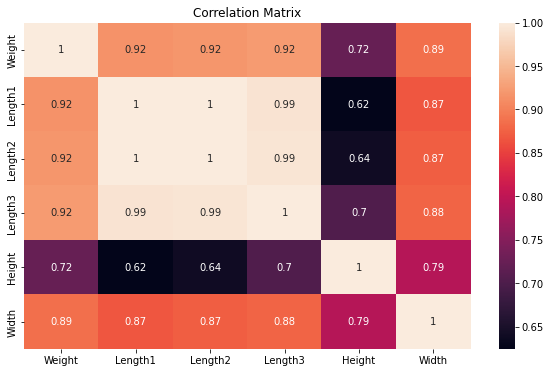 Correlation Matrix
Weight 1 0.92 0.92 0.92 0.72 0.89
Length1 0.92 1 1 0.99 0.62 0.87
Length2 0.92 1 1 0.99 0.64 0.87
Length3 0.92 0.99 0.99 1 0.7 0.88
Height 0.72 0.62 0.64 0.7 1 0.79
Width 0.89 0.87 0.87 0.88 0.79 1
Weight Length1 Length2 Length3 Height Width
1.00
0.95
0.90
0.85
0.80
0.75
0.70
0.65